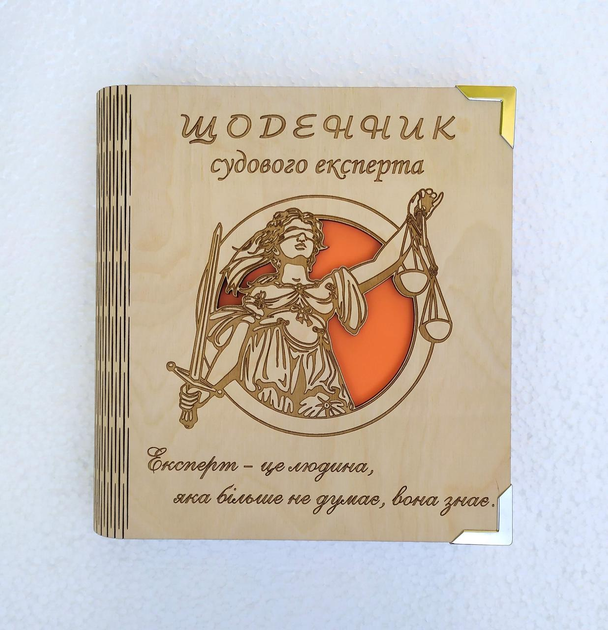 ЩОДЕННИК
судового експерта
Експерт – це людина,
яка більше не думає, вона знає.